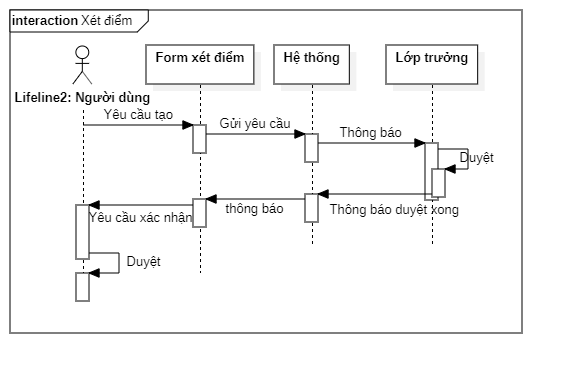 interaction Xét điểm
Form xét điểm
Hệ thống
Lớp trưởng
Lifeline2: Người dùng
Yêu cầu tạo
Gửi yêu cầu
Thông báo
Duyệt
Thông báo duyệt xong
thông báo
Yêu cầu xác nhận
Duyệt